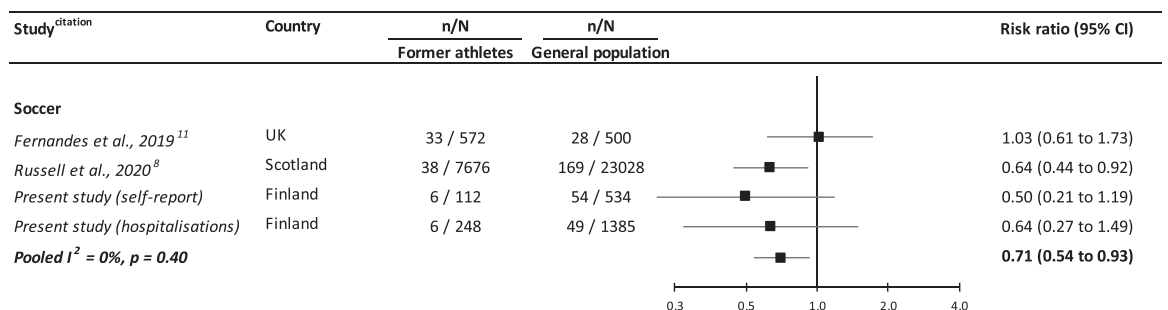 Study citation Country n/N n/N Risk ratio (95% CI)
Former athletes General population
Soccer
Fernandes et al., 2019 11 UK 33 / 572 28 / 500 1.03 (0.61 to 1.73)
Russell et al., 2020 8 Scotland 38 / 7676 169 / 23028 0.64 (0.44 to 0.92)
Present study (self-report) Finland 6 / 112 54 / 534 0.50 (0.21 to 1.19)
Present study (hospitalisations) Finland 6 / 248 49 / 1385 0.64 (0.27 to 1.49)
Pooled I 2 = 0%, p = 0.40 0.71 (0.54 to 0.93)
0.3 0.5 1.0 2.0 4.0